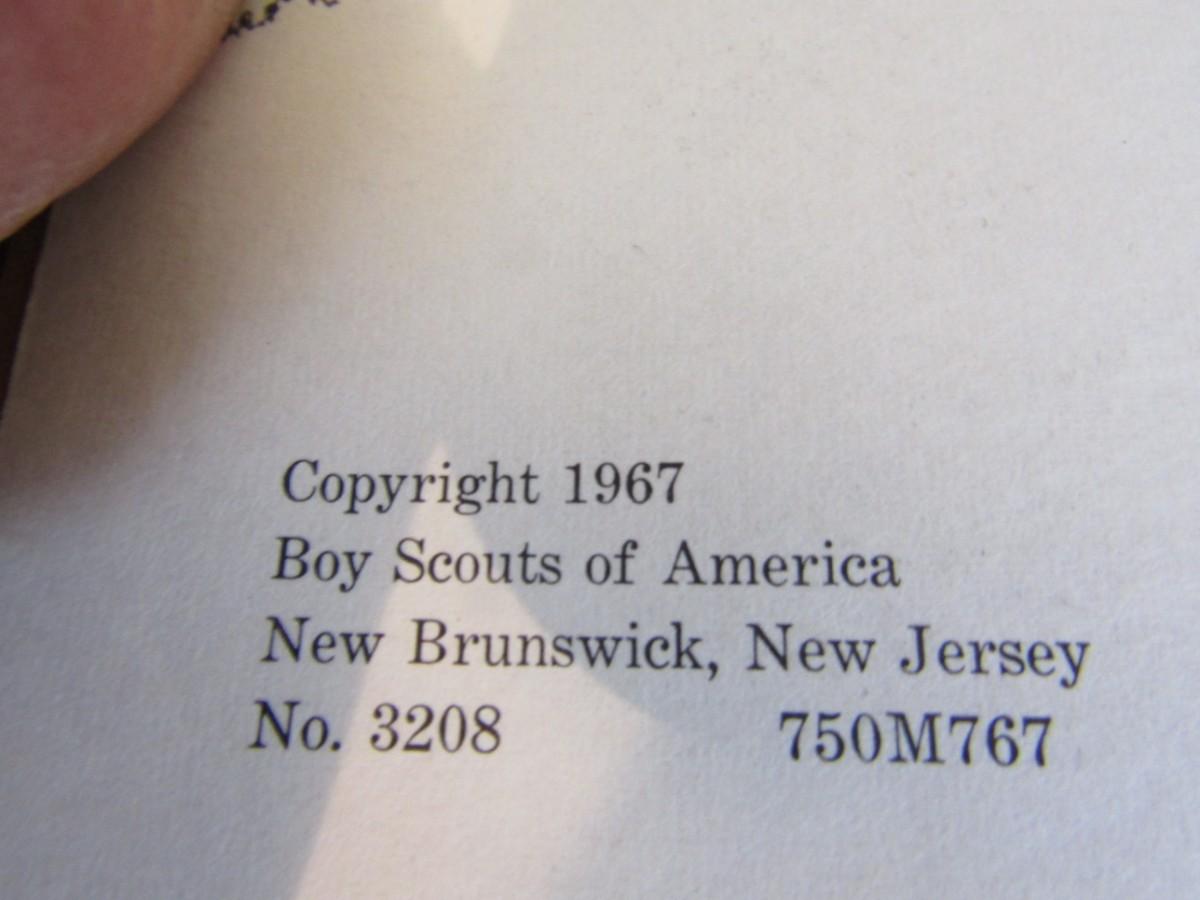 Copyright 1967
Boy Scouts of America
New Brunswick, New Jersey
No. 3208 750M767